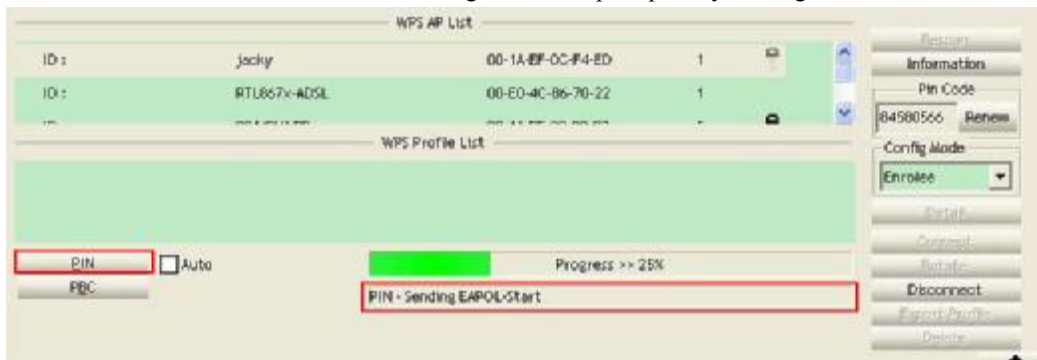 WPS AP List
ID : jacky 00-1A-EF-0C-F4-ED 1
ID : RTL867x-ADSL 00-E0-4C-86-70-22 1
WPS Profile List
PIN Auto Progress >> 25%
PBC PIN - Sending EAPOL-Start
Rescan
Information
Pin Code
84580566 Renew
Config Mode
Enrolee
Detail
Connect
Rotate
Disconnect
Export Profile
Delete